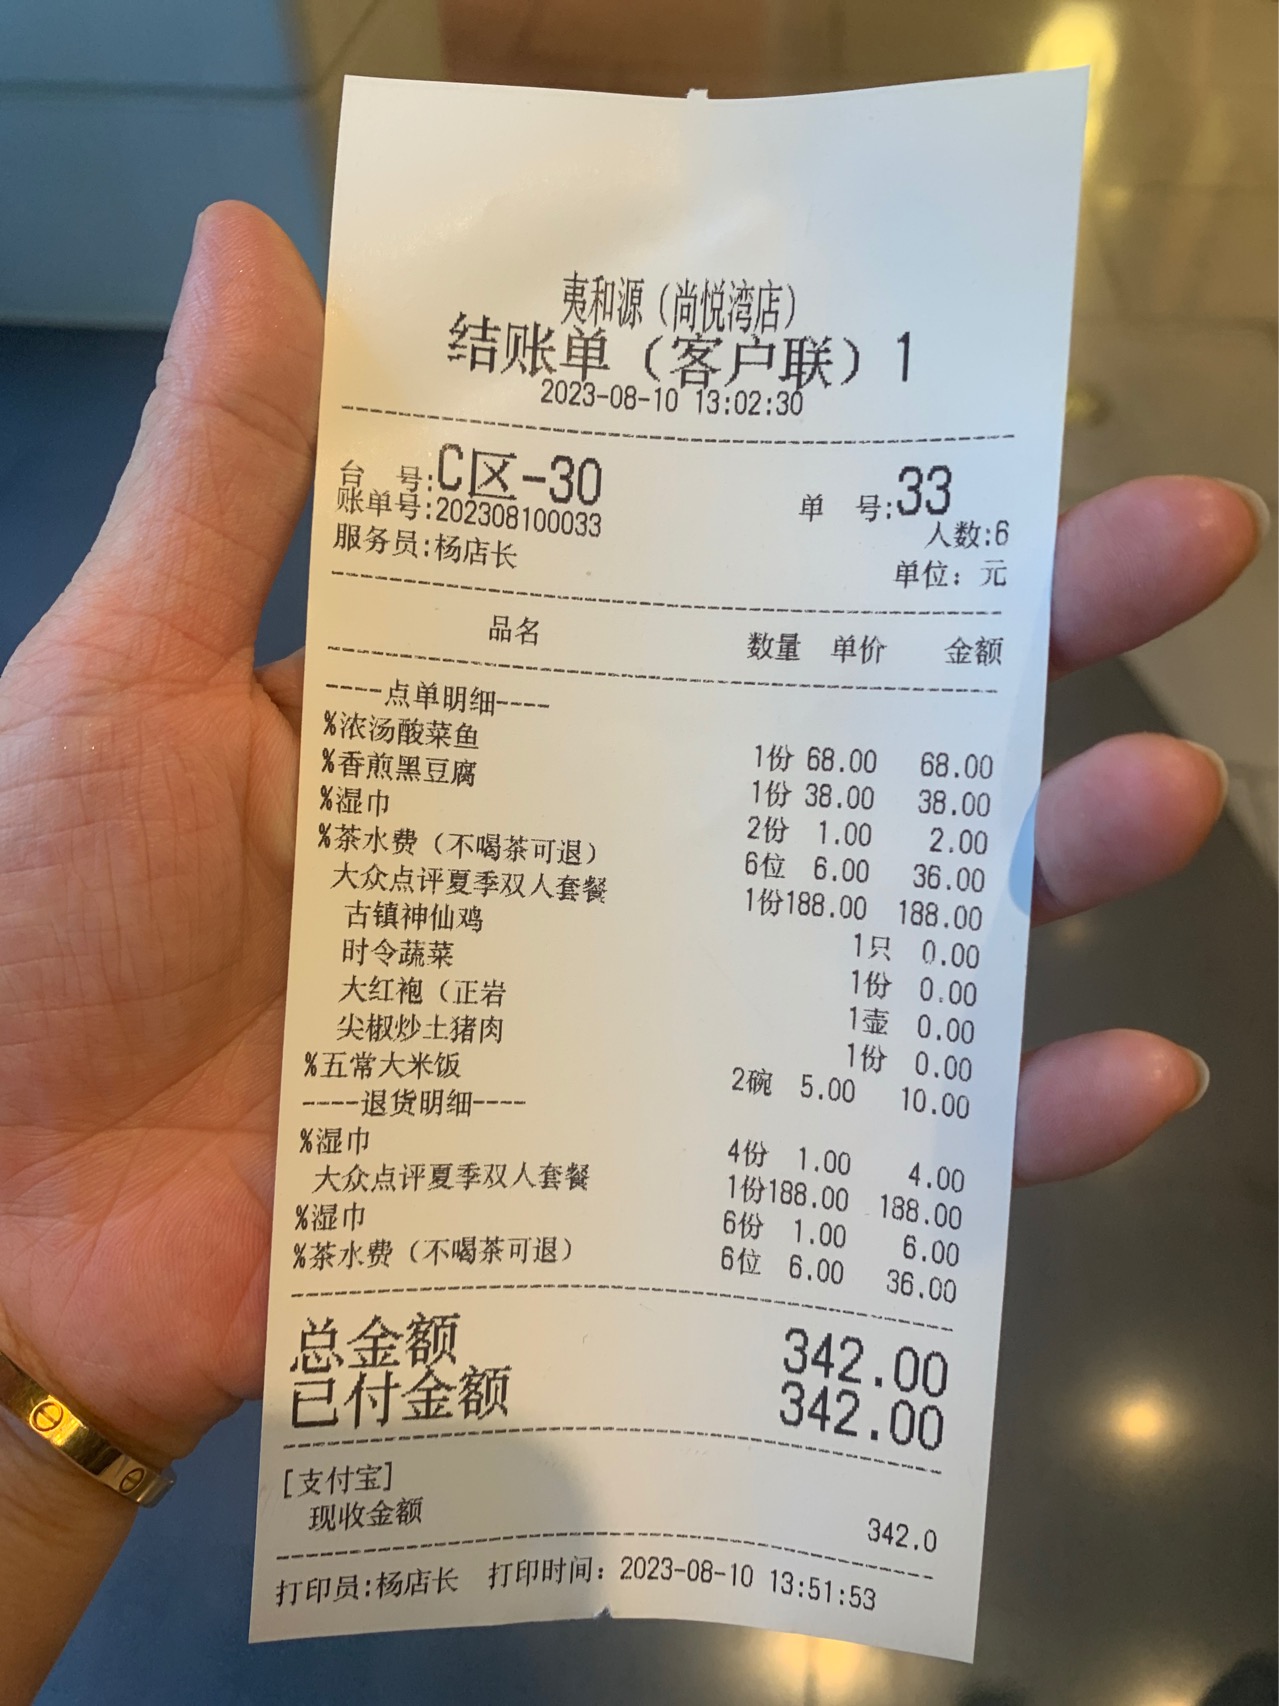 夷和源（尚悦湾店）
结账单（客户联）1
2023-08-10 13:02:30
台 号:C区-30 单 号:33
账单号:202308100033 人数:6
服务员:杨店长 单位: 元
品名 数量 单价 金额
----点单明细----
%浓汤酸菜鱼 1份 68.00 68.00
%香煎黑豆腐 1份 38.00 38.00
%湿巾 2份 1.00 2.00
%茶水费（不喝茶可退） 6位 6.00 36.00
大众点评夏季双人套餐 1份188.00 188.00
古镇神仙鸡 1只 0.00
时令蔬菜 1份 0.00
大红袍（正岩 1壶 0.00
尖椒炒土猪肉 1份 0.00
%五常大米饭 2碗 5.00 10.00
----退货明细----
%湿巾 4份 1.00 4.00
大众点评夏季双人套餐 1份188.00 188.00
%湿巾 6份 1.00 6.00
%茶水费（不喝茶可退） 6位 6.00 36.00
总金额 342.00
已付金额 342.00
[支付宝]
现收金额 342.0
打印员:杨店长 打印时间: 2023-08-10 13:51:53